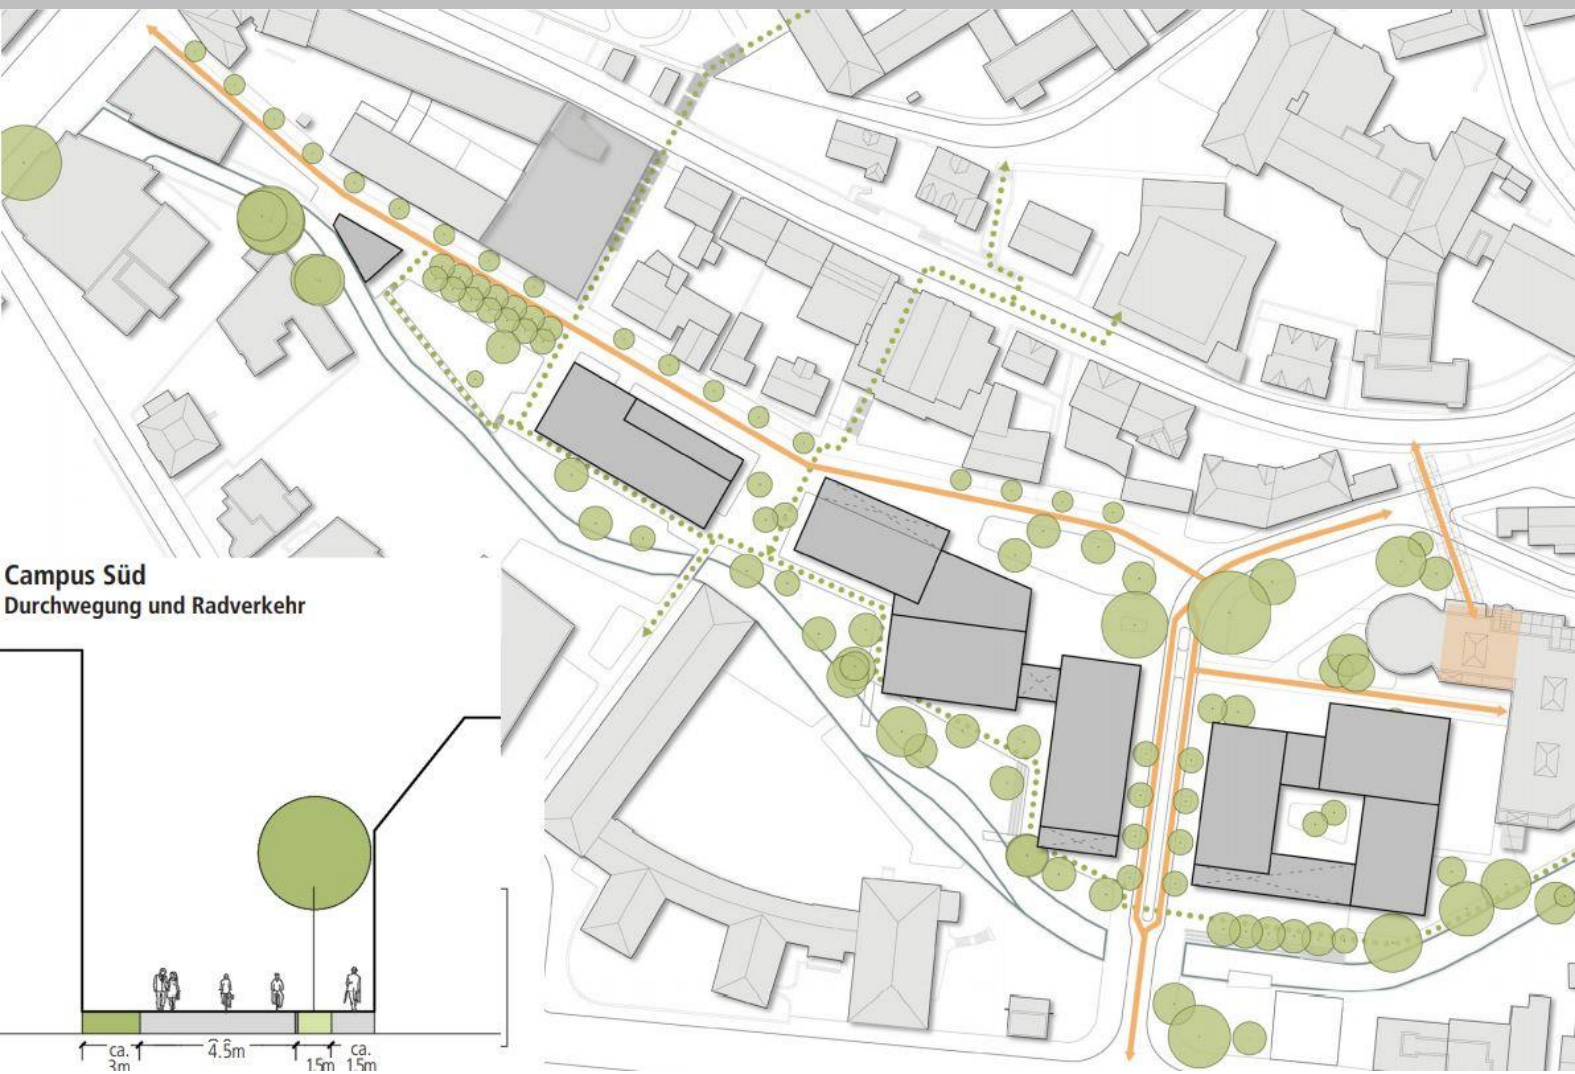 Campus Süd
Durchwegung und Radverkehr
ca.
3m
4.5m
1.5m
ca.
1.5m